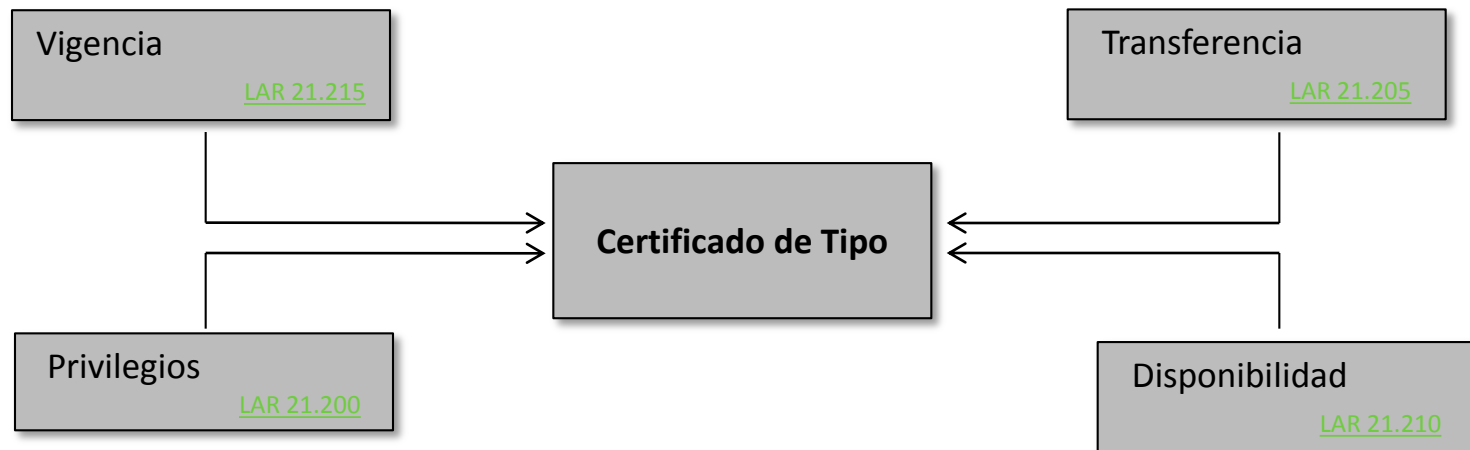 Vigencia
LAR 21.215
Transferencia
LAR 21.205
Certificado de Tipo
Privilegios
LAR 21.200
Disponibilidad
LAR 21.210